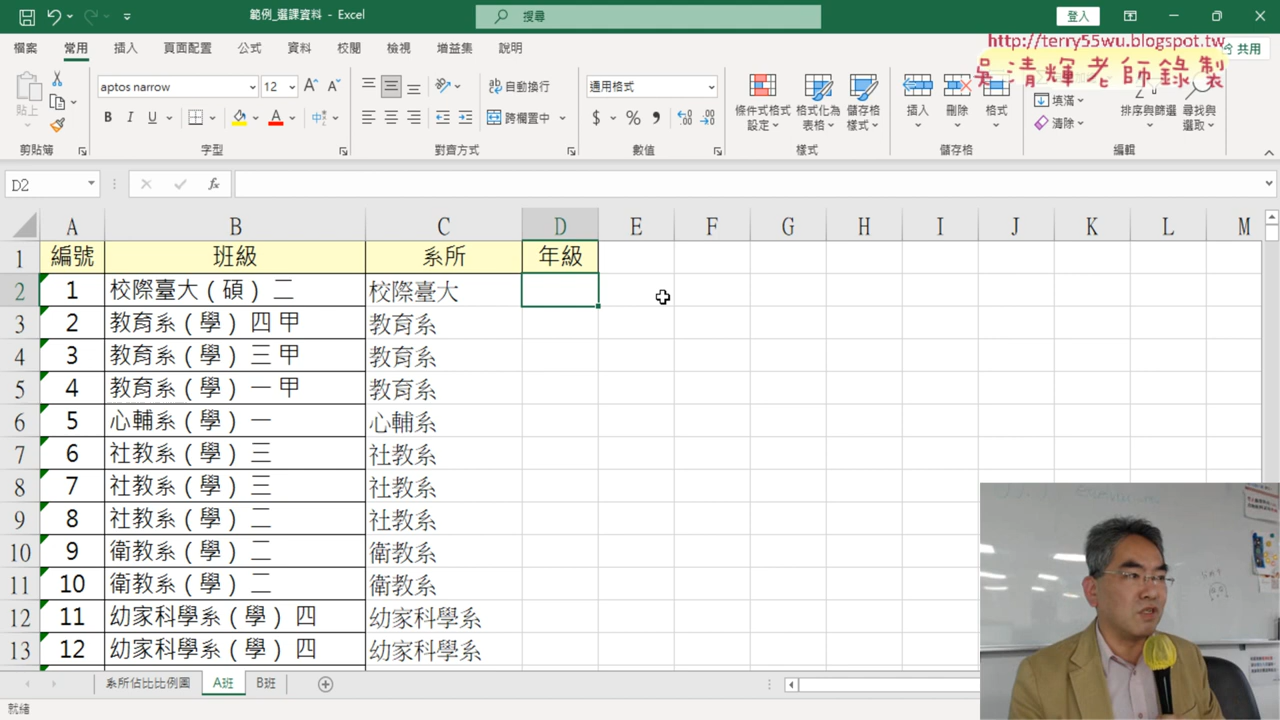 範例_選課資料 - Excel
搜尋
登入
檔案 常用 插入 頁面配置 公式 資料 校閱 檢視 增益集 說明
共用
http://terry55wu.blogspot.tw
吳清輝老師錄製
貼上
剪貼簿
aptos narrow
12
B I U
字型
自動換行
跨欄置中
對齊方式
通用格式
$ % ,
數值
條件式格式設定
格式化為表格
儲存格樣式
樣式
插入
刪除
格式
儲存格
填滿
清除
排序與篩選
尋找與選取
編輯
D2
fx
A B C D E F G H I J K L M
1 編號 班級 系所 年級
2 1 校際臺大（碩）二 校際臺大
3 2 教育系（學）四甲 教育系
4 3 教育系（學）三甲 教育系
5 4 教育系（學）一甲 教育系
6 5 心輔系（學）一 心輔系
7 6 社教系（學）三 社教系
8 7 社教系（學）三 社教系
9 8 社教系（學）二 社教系
10 9 衛教系（學）二 衛教系
11 10 衛教系（學）二 衛教系
12 11 幼家科學系（學）四 幼家科學系
13 12 幼家科學系（學）四 幼家科學系
系所佔比比例圖 A班 B班
就緒